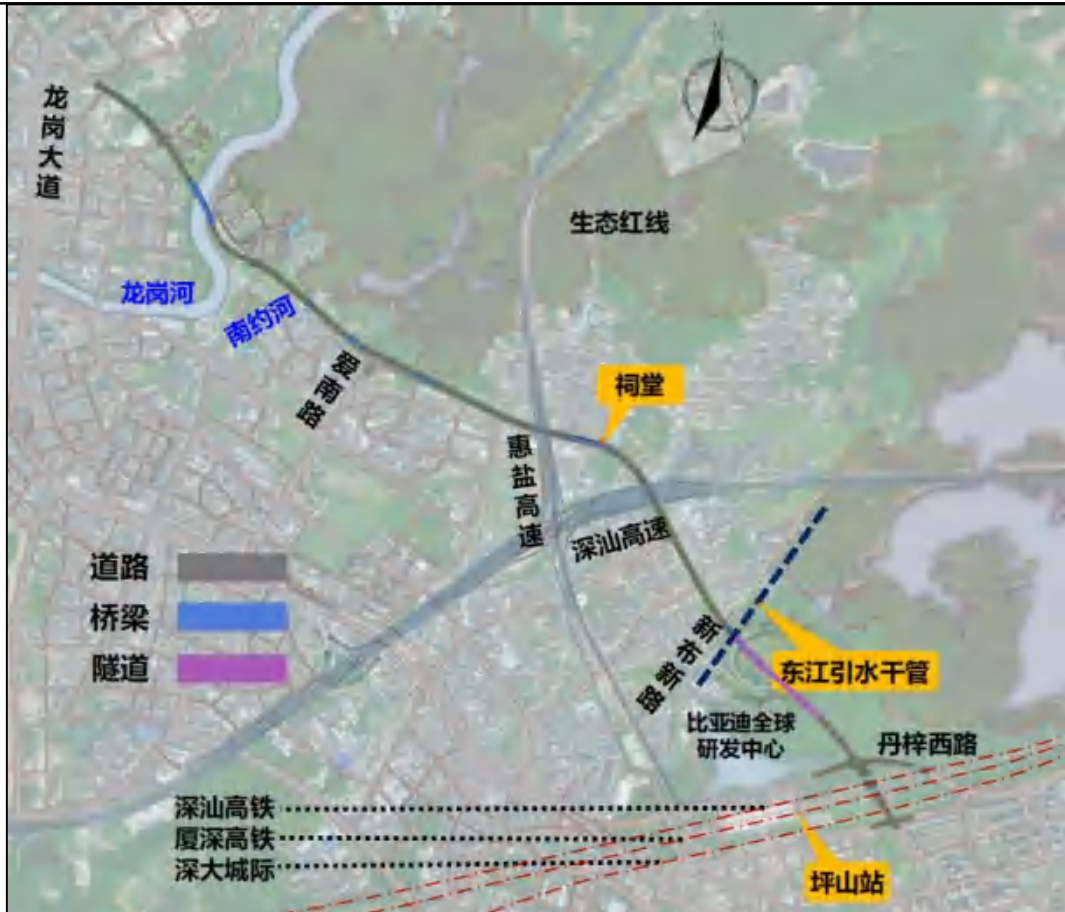 龙岗大道
生态红线
龙岗河
南约河
爱南路
祠堂
惠盐高速
深汕高速
道路
桥梁
隧道
新布新路
东江引水干管
比亚迪全球
研发中心
丹梓西路
深汕高铁
厦深高铁
深大城际
坪山站